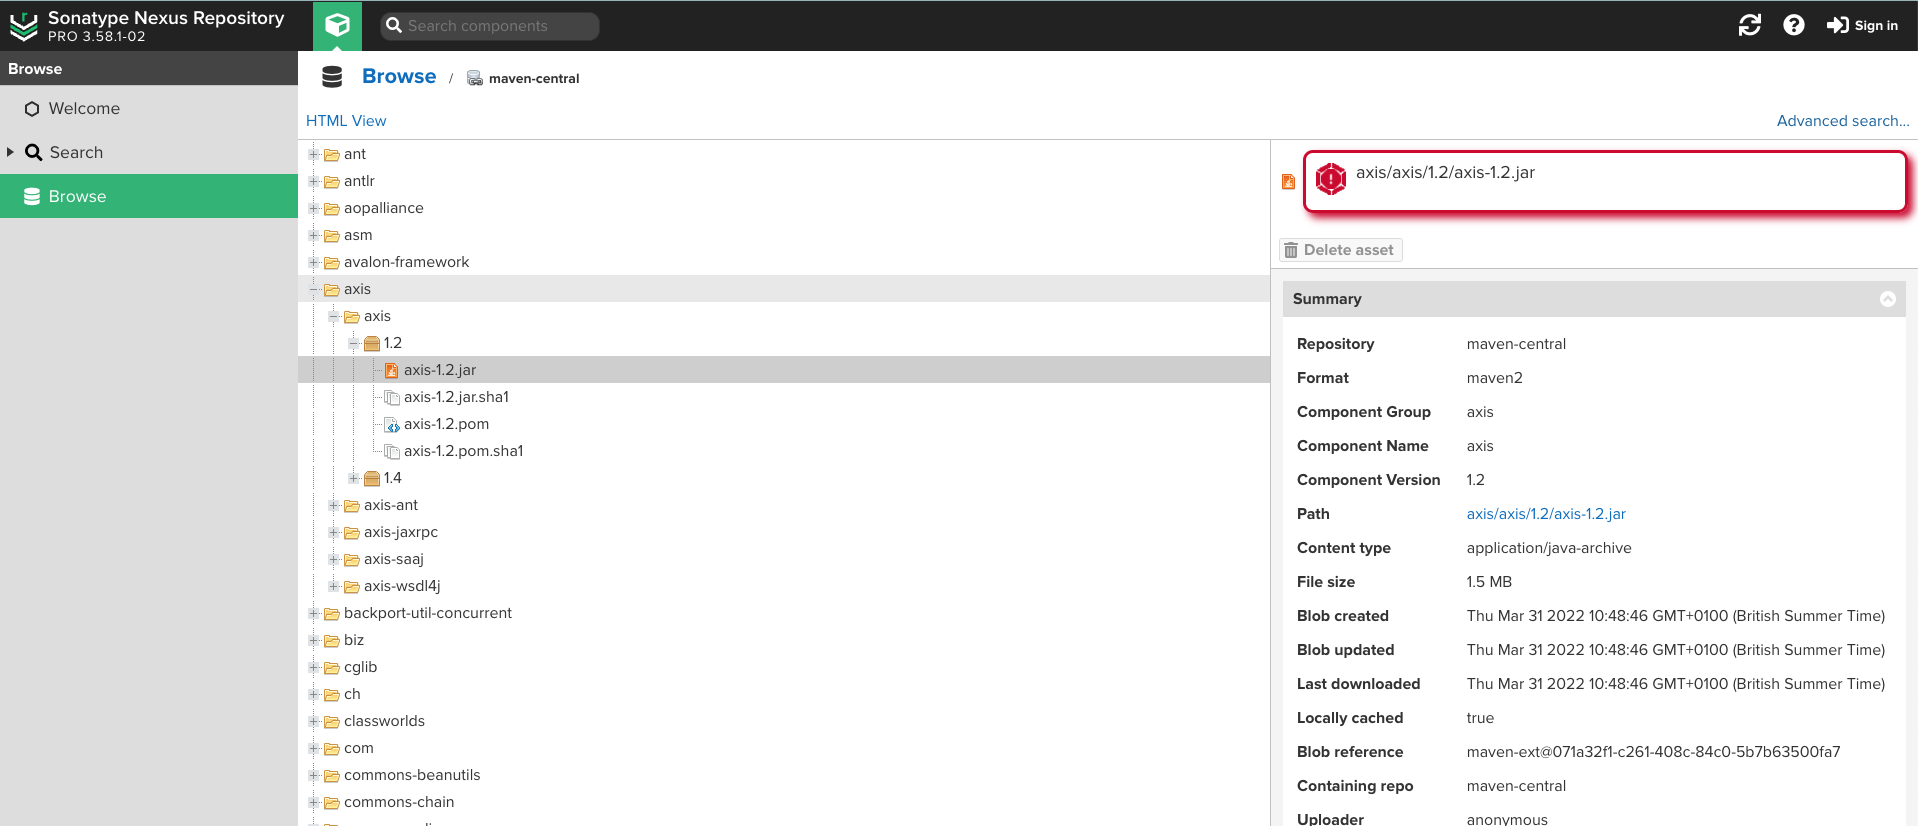 Sonatype Nexus Repository
PRO 3.58.1-02
Search components
Sign in
Browse
Welcome
Search
Browse
Browse / maven-central
HTML View
Advanced search...
ant
antlr
aopalliance
asm
avalon-framework
axis
axis
1.2
axis-1.2.jar
axis-1.2.jar.sha1
axis-1.2.pom
axis-1.2.pom.sha1
1.4
axis-ant
axis-jaxrpc
axis-saaj
axis-wsdl4j
backport-util-concurrent
biz
cglib
ch
classworlds
com
commons-beanutils
commons-chain
axis/axis/1.2/axis-1.2.jar
Delete asset
Summary
Repository maven-central
Format maven2
Component Group axis
Component Name axis
Component Version 1.2
Path axis/axis/1.2/axis-1.2.jar
Content type application/java-archive
File size 1.5 MB
Blob created Thu Mar 31 2022 10:48:46 GMT+0100 (British Summer Time)
Blob updated Thu Mar 31 2022 10:48:46 GMT+0100 (British Summer Time)
Last downloaded Thu Mar 31 2022 10:48:46 GMT+0100 (British Summer Time)
Locally cached true
Blob reference maven-ext@071a32f1-c261-408c-84c0-5b7b63500fa7
Containing repo maven-central
Uploader anonymous